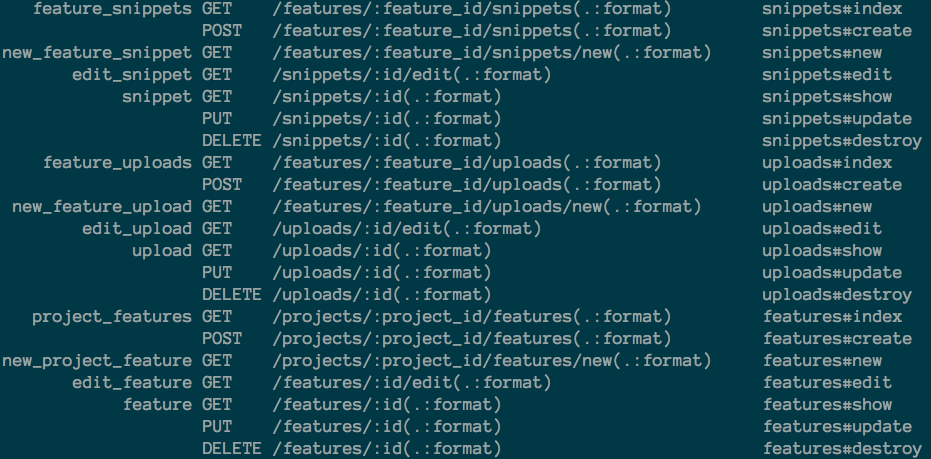 feature_snippets GET /features/:feature_id/snippets(.:format) snippets#index
POST /features/:feature_id/snippets(.:format) snippets#create
new_feature_snippet GET /features/:feature_id/snippets/new(.:format) snippets#new
edit_snippet GET /snippets/:id/edit(.:format) snippets#edit
snippet GET /snippets/:id(.:format) snippets#show
PUT /snippets/:id(.:format) snippets#update
DELETE /snippets/:id(.:format) snippets#destroy
feature_uploads GET /features/:feature_id/uploads(.:format) uploads#index
POST /features/:feature_id/uploads(.:format) uploads#create
new_feature_upload GET /features/:feature_id/uploads/new(.:format) uploads#new
edit_upload GET /uploads/:id/edit(.:format) uploads#edit
upload GET /uploads/:id(.:format) uploads#show
PUT /uploads/:id(.:format) uploads#update
DELETE /uploads/:id(.:format) uploads#destroy
project_features GET /projects/:project_id/features(.:format) features#index
POST /projects/:project_id/features(.:format) features#create
new_project_feature GET /projects/:project_id/features/new(.:format) features#new
edit_feature GET /features/:id/edit(.:format) features#edit
feature GET /features/:id(.:format) features#show
PUT /features/:id(.:format) features#update
DELETE /features/:id(.:format) features#destroy